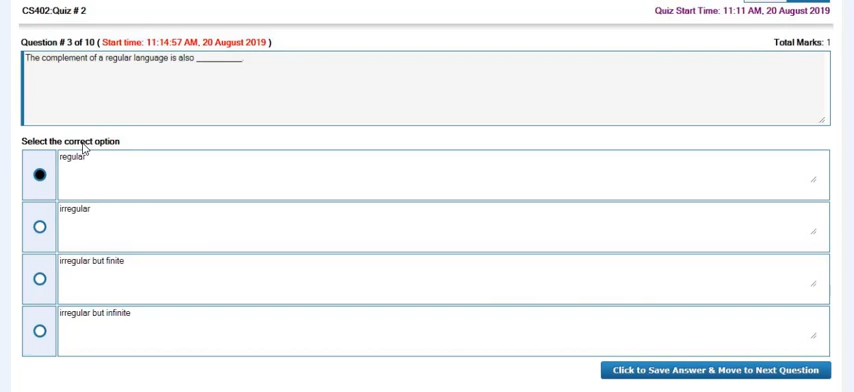 CS402:Quiz # 2
Quiz Start Time: 11:11 AM, 20 August 2019
Question # 3 of 10 ( Start time: 11:14:57 AM, 20 August 2019 )
Total Marks: 1
The complement of a regular language is also __________.
Select the correct option
regular
irregular
irregular but finite
irregular but infinite
Click to Save Answer & Move to Next Question